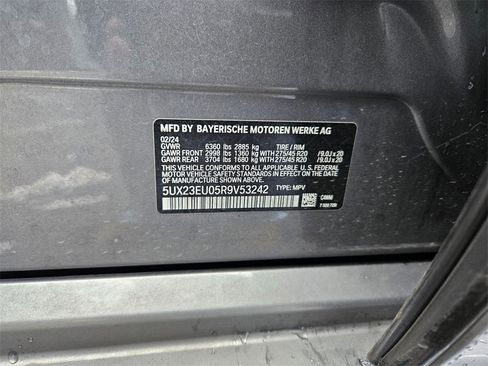 MFD BY BAYERISCHE MOTOREN WERKE AG
02/24
GVWR 6360 lbs 2885 kg TIRE / RIM
GAWR FRONT 2998 lbs 1360 kg WITH 275/45 R20 / 9.0J x 20
GAWR REAR 3704 lbs 1680 kg WITH 275/45 R20 / 9.0J x 20
THIS VEHICLE CONFORMS TO ALL APPLICABLE U.S. FEDERAL
MOTOR VEHICLE SAFETY STANDARDS IN EFFECT ON THE DATE
OF MANUFACTURE SHOWN ABOVE.
5UX23EU05R9V53242 TYPE: MPV